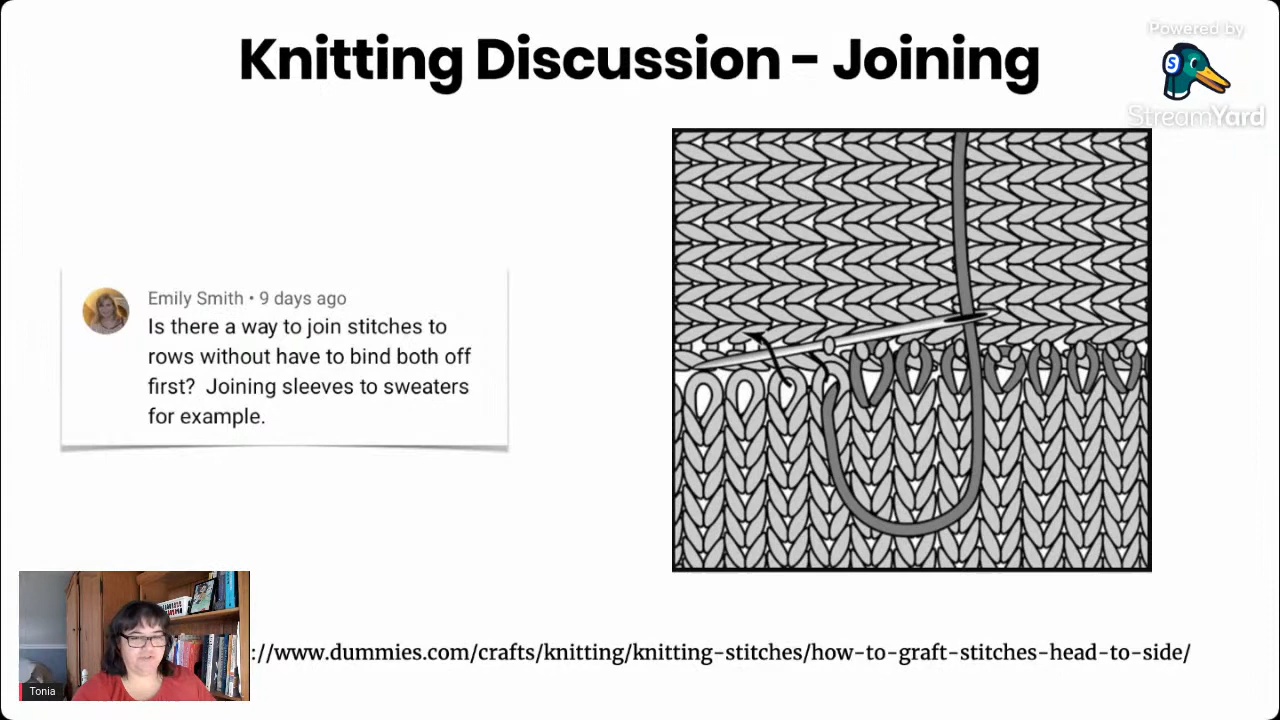 Knitting Discussion - Joining
Powered by
S
StreamYard
Emily Smith • 9 days ago
Is there a way to join stitches to
rows without have to bind both off
first? Joining sleeves to sweaters
for example.
://www.dummies.com/crafts/knitting/knitting-stitches/how-to-graft-stitches-head-to-side/
Tonia